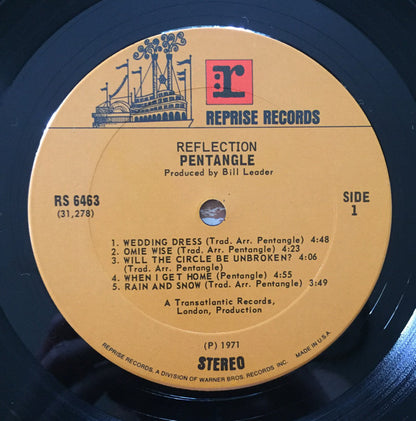 r
REPRISE RECORDS
REFLECTION
PENTANGLE
Produced by Bill Leader
RS 6463
(31,278)
SIDE
1
1. WEDDING DRESS (Trad. Arr. Pentangle) 4:48
2. OMIE WISE (Trad. Arr. Pentangle) 4:23
3. WILL THE CIRCLE BE UNBROKEN? 4:06
(Trad. Arr. Pentangle)
4. WHEN I GET HOME (Pentangle) 4:55
5. RAIN AND SNOW (Trad. Arr. Pentangle) 3:49
A Transatlantic Records,
London, Production
(P) 1971
STEREO
REPRISE RECORDS, A DIVISION OF WARNER BROS. RECORDS INC. MADE IN U.S.A.